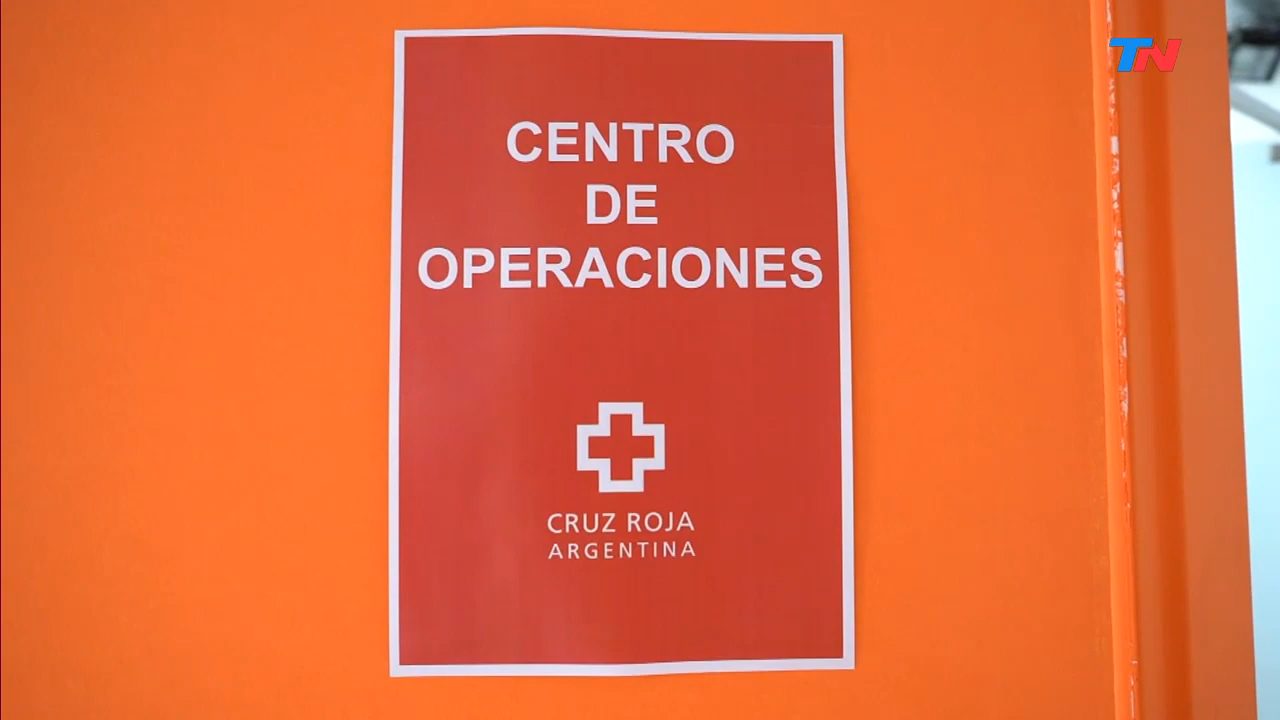 TN
CENTRO
DE
OPERACIONES
CRUZ ROJA
ARGENTINA